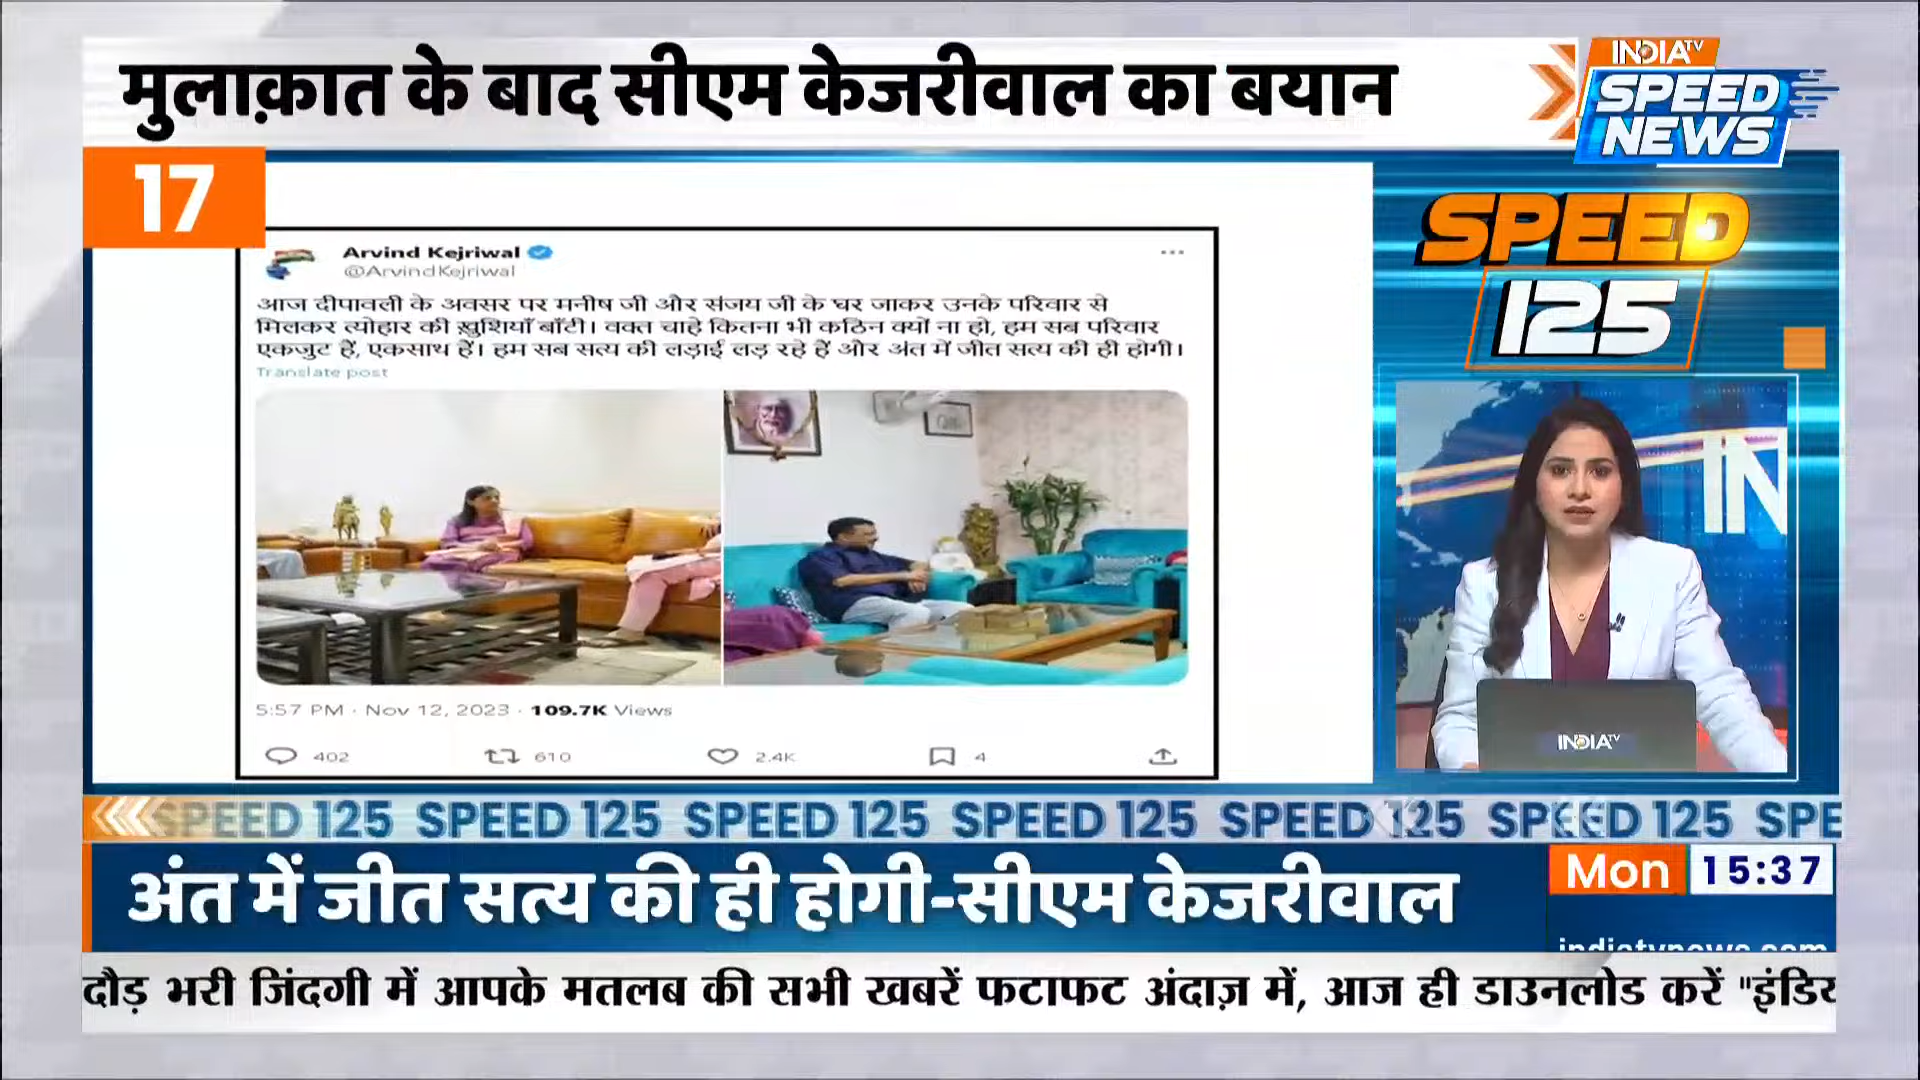 मुलाक़ात के बाद सीएम केजरीवाल का बयान
INDIA TV
SPEED
NEWS
17
SPEED
125
Arvind Kejriwal
@ArvindKejriwal
आज दीपावली के अवसर पर मनीष जी और संजय जी के घर जाकर उनके परिवार से
मिलकर त्योहार की ख़ुशियाँ बाँटी। वक्त चाहे कितना भी कठिन क्यों ना हो, हम सब परिवार
एकजुट हैं, एकसाथ हैं। हम सब सत्य की लड़ाई लड़ रहे हैं और अंत में जीत सत्य की ही होगी।
Translate post
5:57 PM · Nov 12, 2023 · 109.7K Views
402 610 2.4K 4
IN
INDIA TV
SPEED 125 SPEED 125 SPEED 125 SPEED 125 SPEED 125 SPEED 125 SPE
अंत में जीत सत्य की ही होगी-सीएम केजरीवाल
Mon 15:37
indiatvnews.com
दौड़ भरी जिंदगी में आपके मतलब की सभी खबरें फटाफट अंदाज़ में, आज ही डाउनलोड करें "इंडिय